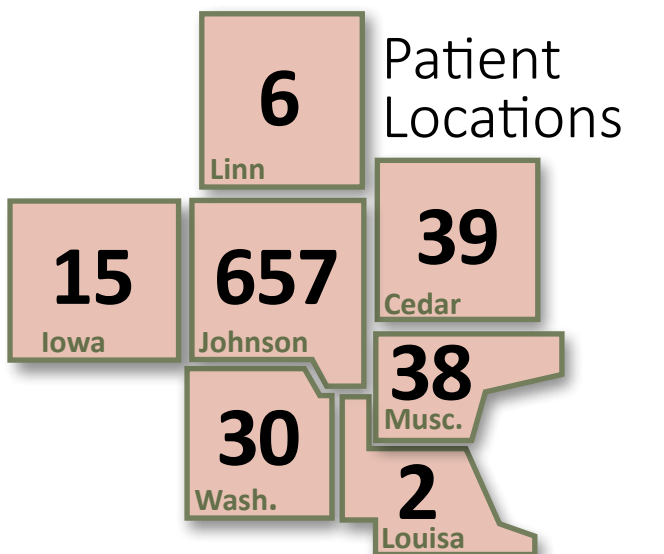 Patient
Locations
6
Linn
39
Cedar
15
Iowa
657
Johnson
38
Musc.
30
Wash.
2
Louisa